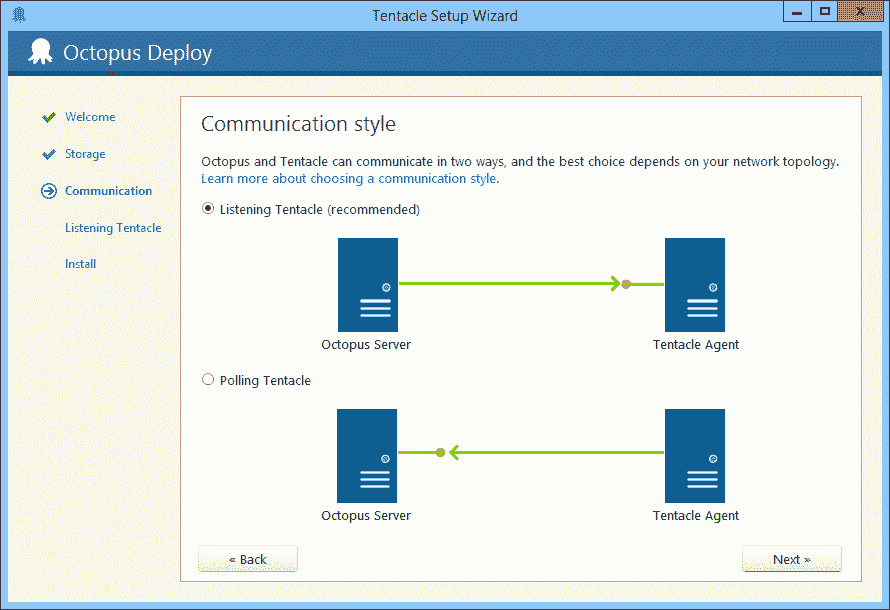 Tentacle Setup Wizard
Octopus Deploy
Welcome
Storage
Communication
Listening Tentacle
Install
Communication style
Octopus and Tentacle can communicate in two ways, and the best choice depends on your network topology.
Learn more about choosing a communication style.
Listening Tentacle (recommended)
Octopus Server
Tentacle Agent
Polling Tentacle
Octopus Server
Tentacle Agent
« Back
Next »